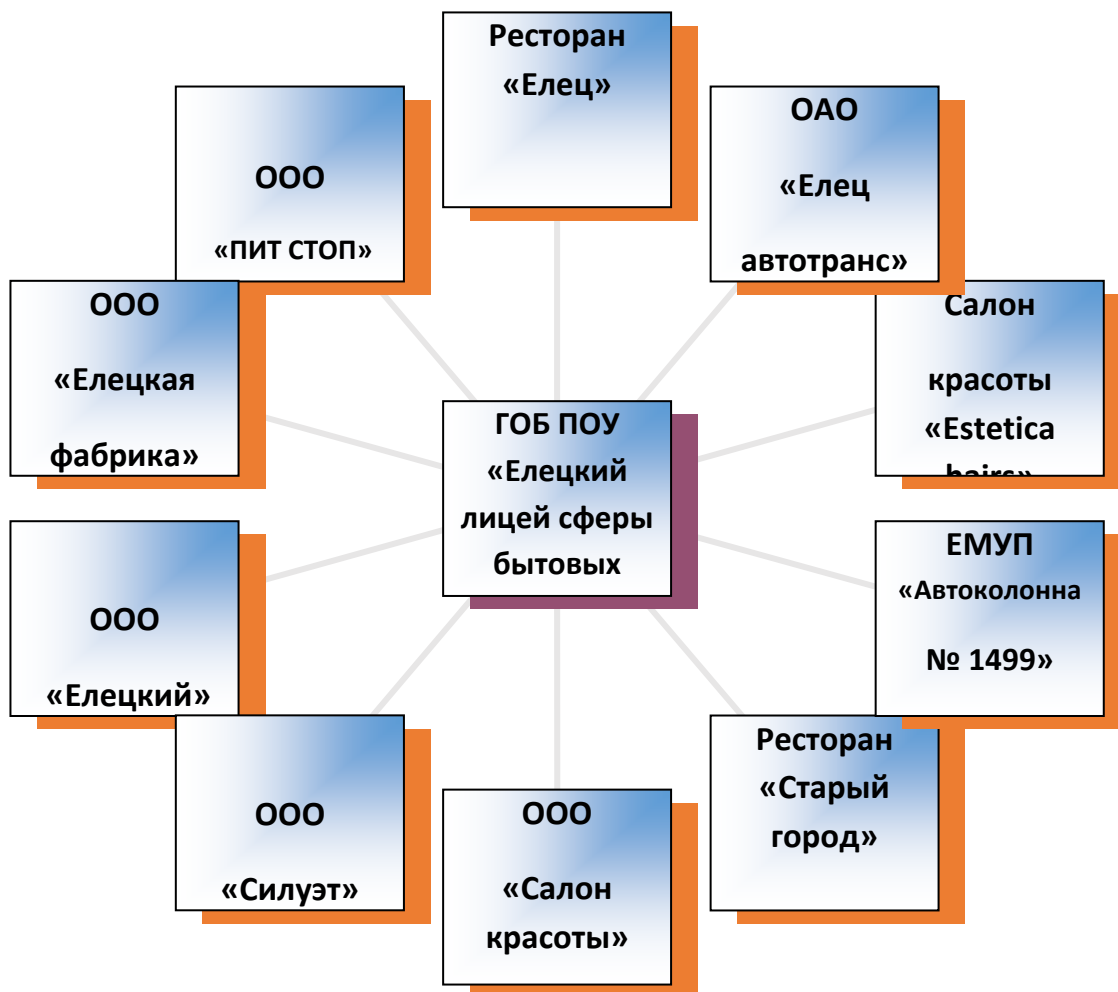 Ресторан
«Елец»
ОАО
«Елец
автотранс»
ООО
«ПИТ СТОП»
Салон
красоты
«Estetica
hairs»
ООО
«Елецкая
фабрика»
ГОБ ПОУ
«Елецкий
лицей сферы
бытовых
ЕМУП
«Автоколонна
№ 1499»
ООО
«Елецкий»
Ресторан
«Старый
город»
ООО
«Силуэт»
ООО
«Салон
красоты»